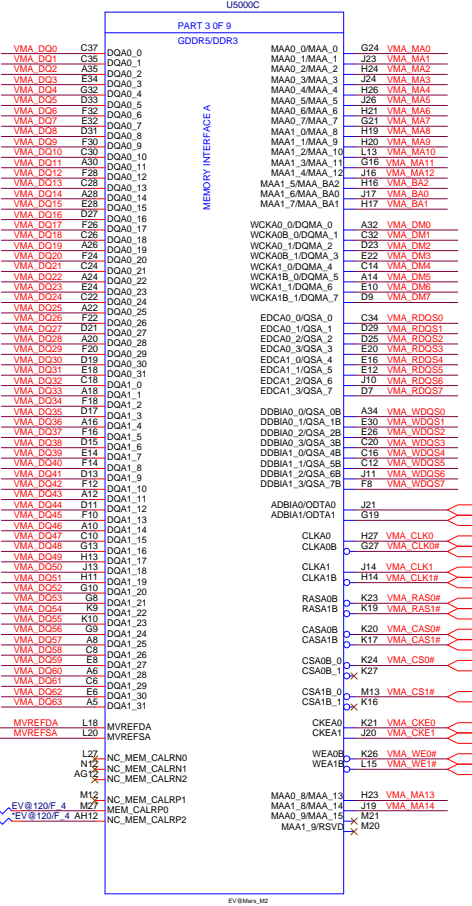 U5000C
PART 3 0F 9
GDDR5/DDR3
MEMORY INTERFACE A
VMA_DQ0 C37 DQA0_0
VMA_DQ1 C35 DQA0_1
VMA_DQ2 A35 DQA0_2
VMA_DQ3 E34 DQA0_3
VMA_DQ4 G32 DQA0_4
VMA_DQ5 D33 DQA0_5
VMA_DQ6 F32 DQA0_6
VMA_DQ7 E32 DQA0_7
VMA_DQ8 D31 DQA0_8
VMA_DQ9 F30 DQA0_9
VMA_DQ10 C30 DQA0_10
VMA_DQ11 A30 DQA0_11
VMA_DQ12 F28 DQA0_12
VMA_DQ13 C28 DQA0_13
VMA_DQ14 A28 DQA0_14
VMA_DQ15 E28 DQA0_15
VMA_DQ16 D27 DQA0_16
VMA_DQ17 F26 DQA0_17
VMA_DQ18 C26 DQA0_18
VMA_DQ19 A26 DQA0_19
VMA_DQ20 F24 DQA0_20
VMA_DQ21 C24 DQA0_21
VMA_DQ22 A24 DQA0_22
VMA_DQ23 E24 DQA0_23
VMA_DQ24 C22 DQA0_24
VMA_DQ25 A22 DQA0_25
VMA_DQ26 F22 DQA0_26
VMA_DQ27 D21 DQA0_27
VMA_DQ28 A20 DQA0_28
VMA_DQ29 F20 DQA0_29
VMA_DQ30 D19 DQA0_30
VMA_DQ31 E18 DQA0_31
VMA_DQ32 C18 DQA1_0
VMA_DQ33 A18 DQA1_1
VMA_DQ34 F18 DQA1_2
VMA_DQ35 D17 DQA1_3
VMA_DQ36 A16 DQA1_4
VMA_DQ37 F16 DQA1_5
VMA_DQ38 D15 DQA1_6
VMA_DQ39 E14 DQA1_7
VMA_DQ40 F14 DQA1_8
VMA_DQ41 D13 DQA1_9
VMA_DQ42 F12 DQA1_10
VMA_DQ43 A12 DQA1_11
VMA_DQ44 D11 DQA1_12
VMA_DQ45 F10 DQA1_13
VMA_DQ46 A10 DQA1_14
VMA_DQ47 C10 DQA1_15
VMA_DQ48 G13 DQA1_16
VMA_DQ49 H13 DQA1_17
VMA_DQ50 J13 DQA1_18
VMA_DQ51 H11 DQA1_19
VMA_DQ52 G10 DQA1_20
VMA_DQ53 G8 DQA1_21
VMA_DQ54 K9 DQA1_22
VMA_DQ55 K10 DQA1_23
VMA_DQ56 G9 DQA1_24
VMA_DQ57 A8 DQA1_25
VMA_DQ58 C8 DQA1_26
VMA_DQ59 E8 DQA1_27
VMA_DQ60 A6 DQA1_28
VMA_DQ61 C6 DQA1_29
VMA_DQ62 E6 DQA1_30
VMA_DQ63 A5 DQA1_31
MVREFDA L18 MVREFDA
MVREFSA L20 MVREFSA
L27 NC_MEM_CALRN0
N12 NC_MEM_CALRN1
AG12 NC_MEM_CALRN2
M12 NC_MEM_CALRP1
EV@120/F_4 M27 MEM_CALRP0
*EV@120/F_4 AH12 NC_MEM_CALRP2
MAA0_0/MAA_0 G24 VMA_MA0
MAA0_1/MAA_1 J23 VMA_MA1
MAA0_2/MAA_2 H24 VMA_MA2
MAA0_3/MAA_3 J24 VMA_MA3
MAA0_4/MAA_4 H26 VMA_MA4
MAA0_5/MAA_5 J26 VMA_MA5
MAA0_6/MAA_6 H21 VMA_MA6
MAA0_7/MAA_7 G21 VMA_MA7
MAA1_0/MAA_8 H19 VMA_MA8
MAA1_1/MAA_9 H20 VMA_MA9
MAA1_2/MAA_10 L13 VMA_MA10
MAA1_3/MAA_11 G16 VMA_MA11
MAA1_4/MAA_12 J16 VMA_MA12
MAA1_5/MAA_BA2 H16 VMA_BA2
MAA1_6/MAA_BA0 J17 VMA_BA0
MAA1_7/MAA_BA1 H17 VMA_BA1
WCKA0_0/DQMA_0 A32 VMA_DM0
WCKA0B_0/DQMA_1 C32 VMA_DM1
WCKA0_1/DQMA_2 D23 VMA_DM2
WCKA0B_1/DQMA_3 E22 VMA_DM3
WCKA1_0/DQMA_4 C14 VMA_DM4
WCKA1B_0/DQMA_5 A14 VMA_DM5
WCKA1_1/DQMA_6 E10 VMA_DM6
WCKA1B_1/DQMA_7 D9 VMA_DM7
EDCA0_0/QSA_0 C34 VMA_RDQS0
EDCA0_1/QSA_1 D29 VMA_RDQS1
EDCA0_2/QSA_2 D25 VMA_RDQS2
EDCA0_3/QSA_3 E20 VMA_RDQS3
EDCA1_0/QSA_4 E16 VMA_RDQS4
EDCA1_1/QSA_5 E12 VMA_RDQS5
EDCA1_2/QSA_6 J10 VMA_RDQS6
EDCA1_3/QSA_7 D7 VMA_RDQS7
DDBIA0_0/QSA_0B A34 VMA_WDQS0
DDBIA0_1/QSA_1B E30 VMA_WDQS1
DDBIA0_2/QSA_2B E26 VMA_WDQS2
DDBIA0_3/QSA_3B C20 VMA_WDQS3
DDBIA1_0/QSA_4B C16 VMA_WDQS4
DDBIA1_1/QSA_5B C12 VMA_WDQS5
DDBIA1_2/QSA_6B J11 VMA_WDQS6
DDBIA1_3/QSA_7B F8 VMA_WDQS7
ADBIA0/ODTA0 J21
ADBIA1/ODTA1 G19
CLKA0 H27 VMA_CLK0
CLKA0B G27 VMA_CLK0#
CLKA1 J14 VMA_CLK1
CLKA1B H14 VMA_CLK1#
RASA0B K23 VMA_RAS0#
RASA1B K19 VMA_RAS1#
CASA0B K20 VMA_CAS0#
CASA1B K17 VMA_CAS1#
CSA0B_0 K24 VMA_CS0#
CSA0B_1 K27
CSA1B_0 M13 VMA_CS1#
CSA1B_1 K16
CKEA0 K21 VMA_CKE0
CKEA1 J20 VMA_CKE1
WEA0B K26 VMA_WE0#
WEA1B L15 VMA_WE1#
MAA0_8/MAA_13 H23 VMA_MA13
MAA1_8/MAA_14 J19 VMA_MA14
MAA0_9/MAA_15 M21
MAA1_9/RSVD M20
EV@Mars_M2